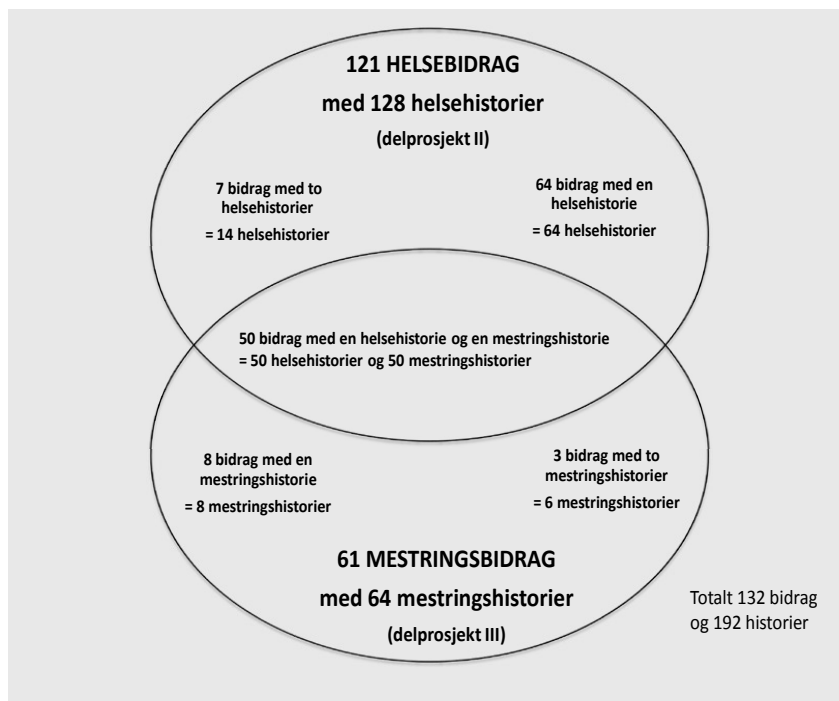 121 HELSEBIDRAG
med 128 helsehistorier
(delprosjekt II)
7 bidrag med to
helsehistorier
= 14 helsehistorier
64 bidrag med en
helsehistorie
= 64 helsehistorier
50 bidrag med en helsehistorie og en mestringshistorie
= 50 helsehistorier og 50 mestringshistorier
8 bidrag med en
mestringshistorie
= 8 mestringshistorier
3 bidrag med to
mestringshistorier
= 6 mestringshistorier
61 MESTRINGSBIDRAG
med 64 mestringshistorier
(delprosjekt III)
Totalt 132 bidrag
og 192 historier